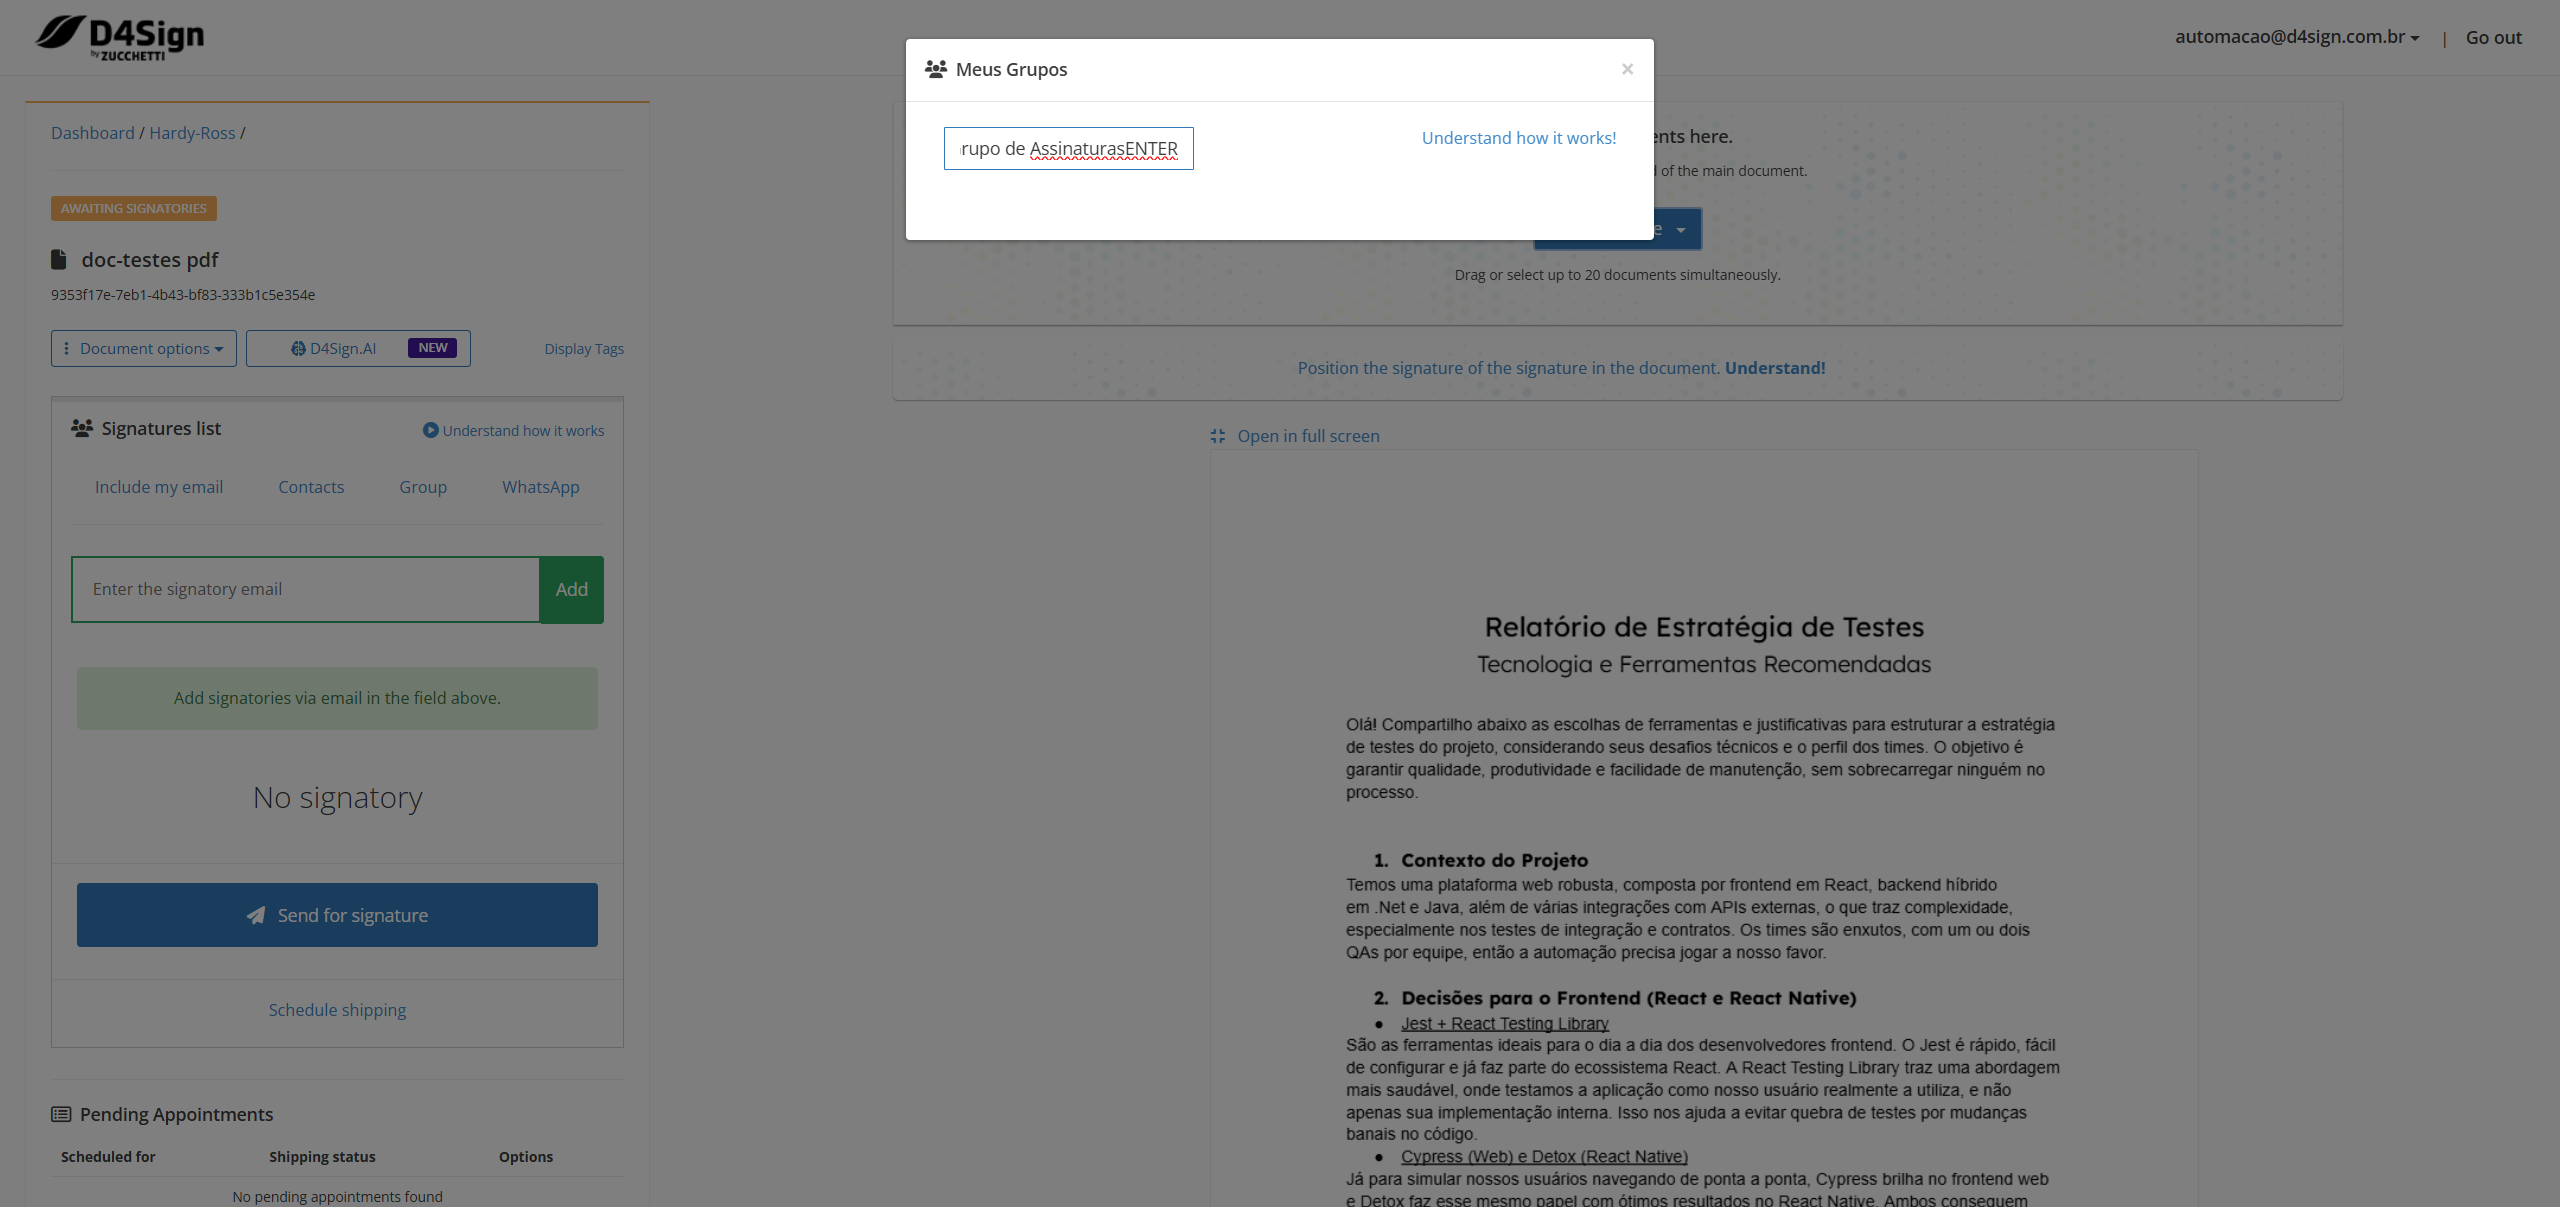 D4Sign
by ZUCCHETTI
automacao@d4sign.com.br | Go out
Meus Grupos
×
rupo de AssinaturasENTER
Understand how it works!
Dashboard / Hardy-Ross /
AWAITING SIGNATORIES
doc-testes pdf
9353f17e-7eb1-4b43-bf83-333b1c5e354e
Document options
D4Sign.AI NEW
Display Tags
Signatures list
Understand how it works
Include my email Contacts Group WhatsApp
Enter the signatory email
Add
Add signatories via email in the field above.
No signatory
Send for signature
Schedule shipping
Pending Appointments
Scheduled for Shipping status Options
No pending appointments found
here.
of the main document.
Drag or select up to 20 documents simultaneously.
Position the signature of the signature in the document. Understand!
Open in full screen
Relatório de Estratégia de Testes
Tecnologia e Ferramentas Recomendadas
Olá! Compartilho abaixo as escolhas de ferramentas e justificativas para estruturar a estratégia
de testes do projeto, considerando seus desafios técnicos e o perfil dos times. O objetivo é
garantir qualidade, produtividade e facilidade de manutenção, sem sobrecarregar ninguém no
processo.
1. Contexto do Projeto
Temos uma plataforma web robusta, composta por frontend em React, backend híbrido
em .Net e Java, além de várias integrações com APIs externas, o que traz complexidade,
especialmente nos testes de integração e contratos. Os times são enxutos, com um ou dois
QAs por equipe, então a automação precisa jogar a nosso favor.
2. Decisões para o Frontend (React e React Native)
● Jest + React Testing Library
São as ferramentas ideais para o dia a dia dos desenvolvedores frontend. O Jest é rápido, fácil
de configurar e já faz parte do ecossistema React. A React Testing Library traz uma abordagem
mais saudável, onde testamos a aplicação como nosso usuário realmente a utiliza, e não
apenas sua implementação interna. Isso nos ajuda a evitar quebra de testes por mudanças
banais no código.
● Cypress (Web) e Detox (React Native)
Já para simular nossos usuários navegando de ponta a ponta, Cypress brilha no frontend web
e Detox faz esse mesmo papel com ótimos resultados no React Native. Ambos conseguem